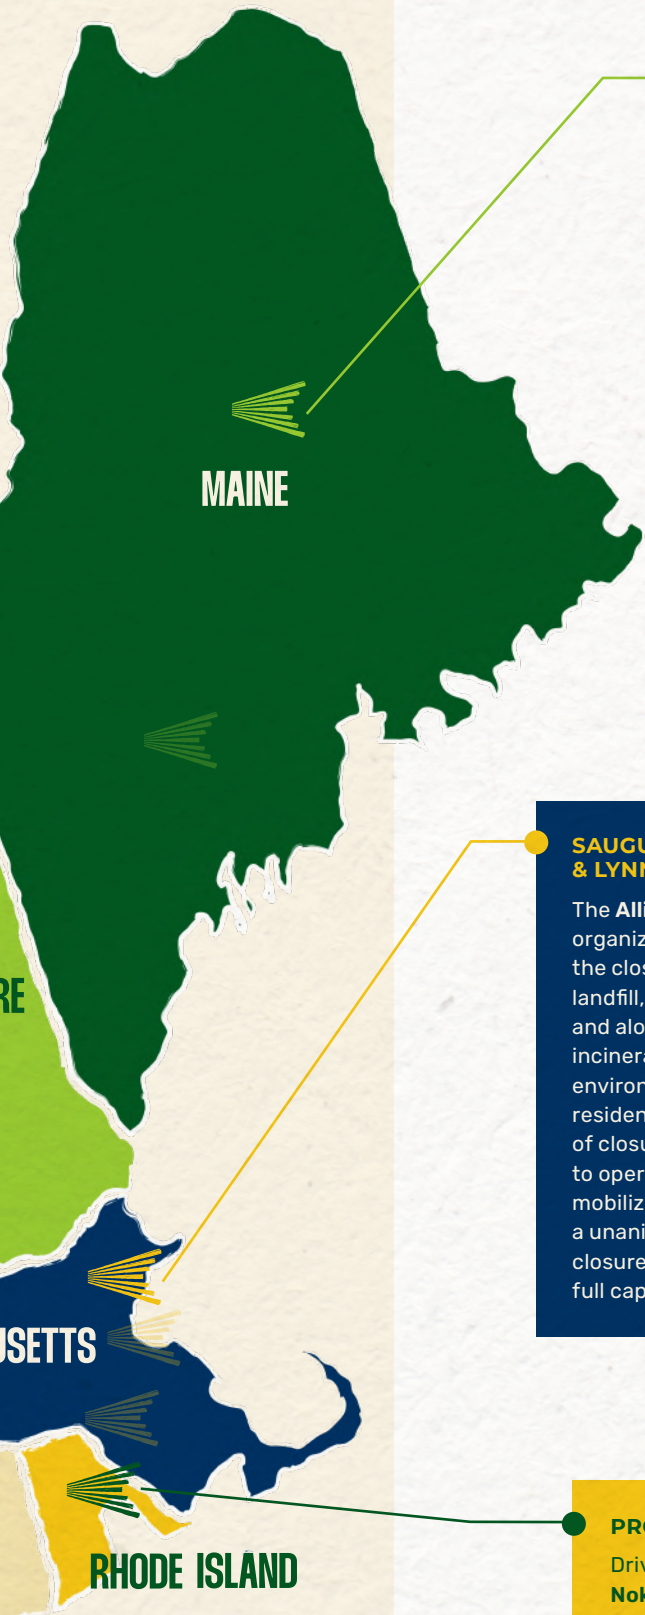 MAINE
SAUGU
& LYNN
The Alli
organiz
the clos
landfill,
and alo
incinera
environ
residen
of closu
to oper
mobiliz
a unani
closure
full cap
RE
USETTS
RHODE ISLAND
PRO
Driv
Nok